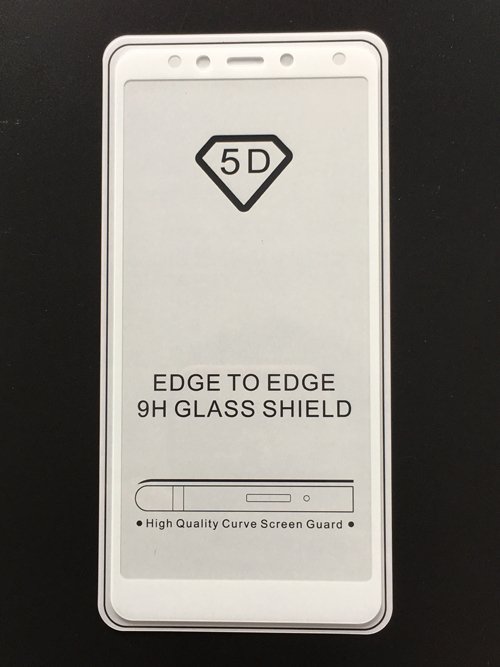 5D
EDGE TO EDGE
9H GLASS SHIELD
• High Quality Curve Screen Guard •